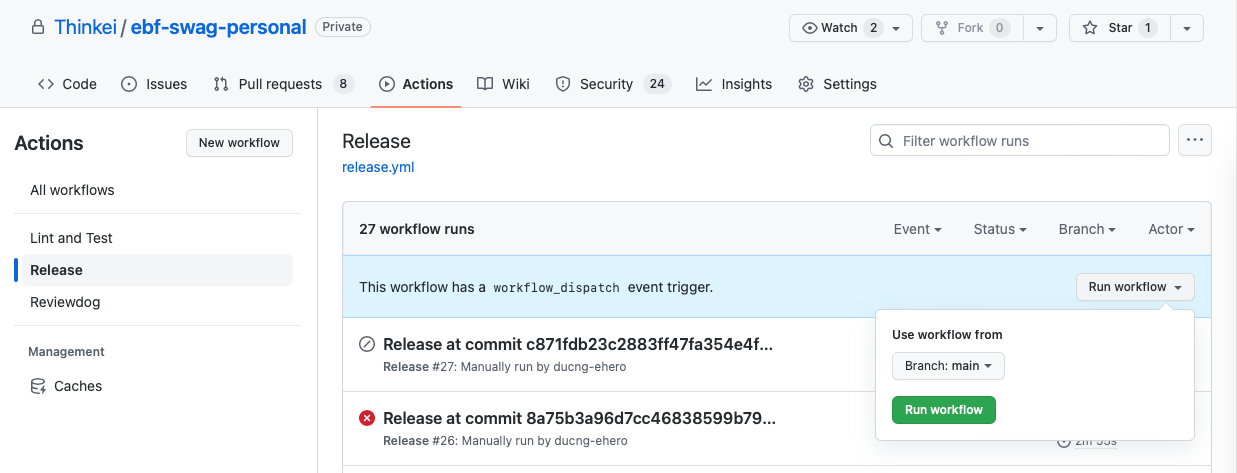 Thinkei / ebf-swag-personal Private
Watch 2 Fork 0 Star 1
Code Issues Pull requests 8 Actions Wiki Security 24 Insights Settings
Actions New workflow
All workflows
Lint and Test
Release
Reviewdog
Management
Caches
Release
release.yml
Filter workflow runs
27 workflow runs Event Status Branch Actor
This workflow has a workflow_dispatch event trigger. Run workflow
Use workflow from
Branch: main
Run workflow
Release at commit c871fdb23c2883ff47fa354e4f...
Release #27: Manually run by ducng-ehero
Release at commit 8a75b3a96d7cc46838599b79...
Release #26: Manually run by ducng-ehero